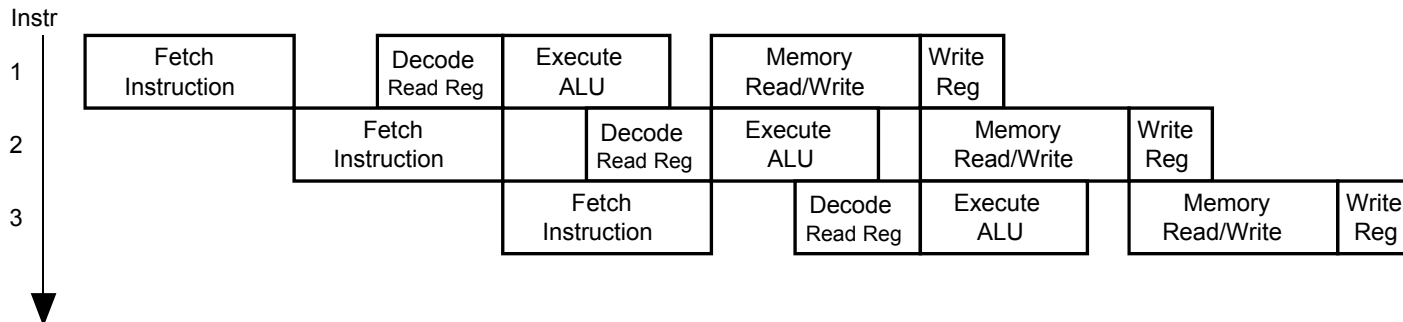 Instr
1
Fetch
Instruction
Decode
Read Reg
Execute
ALU
Memory
Read/Write
Write
Reg
2
Fetch
Instruction
Decode
Read Reg
Execute
ALU
Memory
Read/Write
Write
Reg
3
Fetch
Instruction
Decode
Read Reg
Execute
ALU
Memory
Read/Write
Write
Reg